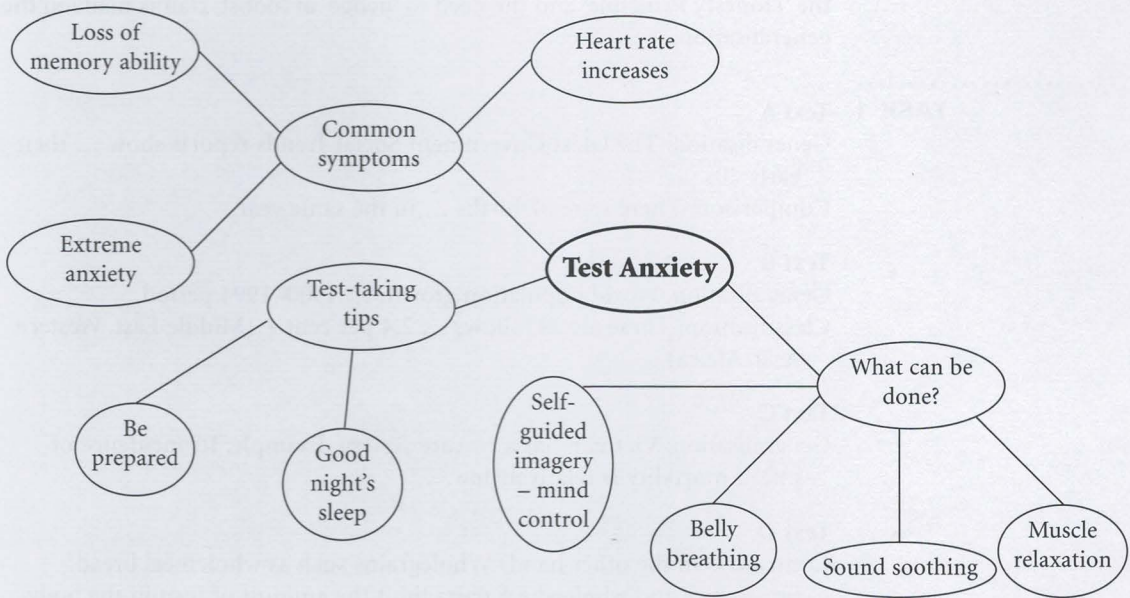 Loss of
memory ability
Heart rate
increases
Common
symptoms
Extreme
anxiety
Test Anxiety
Test-taking
tips
What can be
done?
Be
prepared
Good
night's
sleep
Self-
guided
imagery
– mind
control
Belly
breathing
Sound soothing
Muscle
relaxation